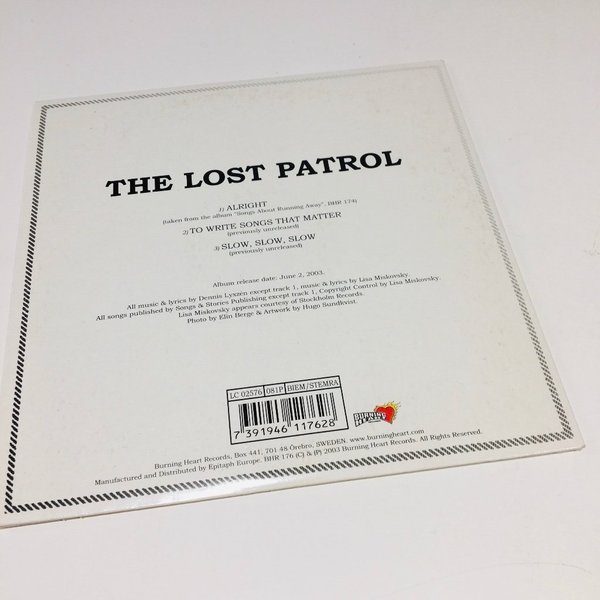 THE LOST PATROL
1) ALRIGHT
(taken from the album "Songs About Running Away", BHR 174)
2) TO WRITE SONGS THAT MATTER
(previously unreleased)
3) SLOW, SLOW, SLOW
(previously unreleased)
Album release date: June 2, 2003.
All music & lyrics by Dennis Lyxzén except track 1, music & lyrics by Lisa Miskovsky.
All songs published by Songs & Stories Publishing except track 1, Copyright Control by Lisa Miskovsky.
Lisa Miskovsky appears courtesy of Stockholm Records.
Photo by Elin Berge & Artwork by Hugo Sundkvist.
LC 02576 081P BIEM/STEMRA
7 391946 117628
BURNING HEART
Burning Heart Records, Box 441, 701 48 Örebro, SWEDEN. www.burningheart.com
Manufactured and Distributed by Epitaph Europe. BHR 176 (C) & (P) 2003 Burning Heart Records. All Rights Reserved.